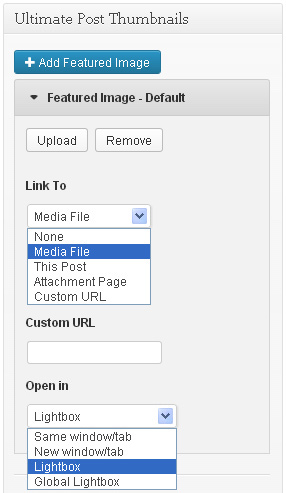 Ultimate Post Thumbnails
+ Add Featured Image
Featured Image - Default
Upload Remove
Link To
Media File
None
Media File
This Post
Attachment Page
Custom URL
Custom URL
Open in
Lightbox
Same window/tab
New window/tab
Lightbox
Global Lightbox